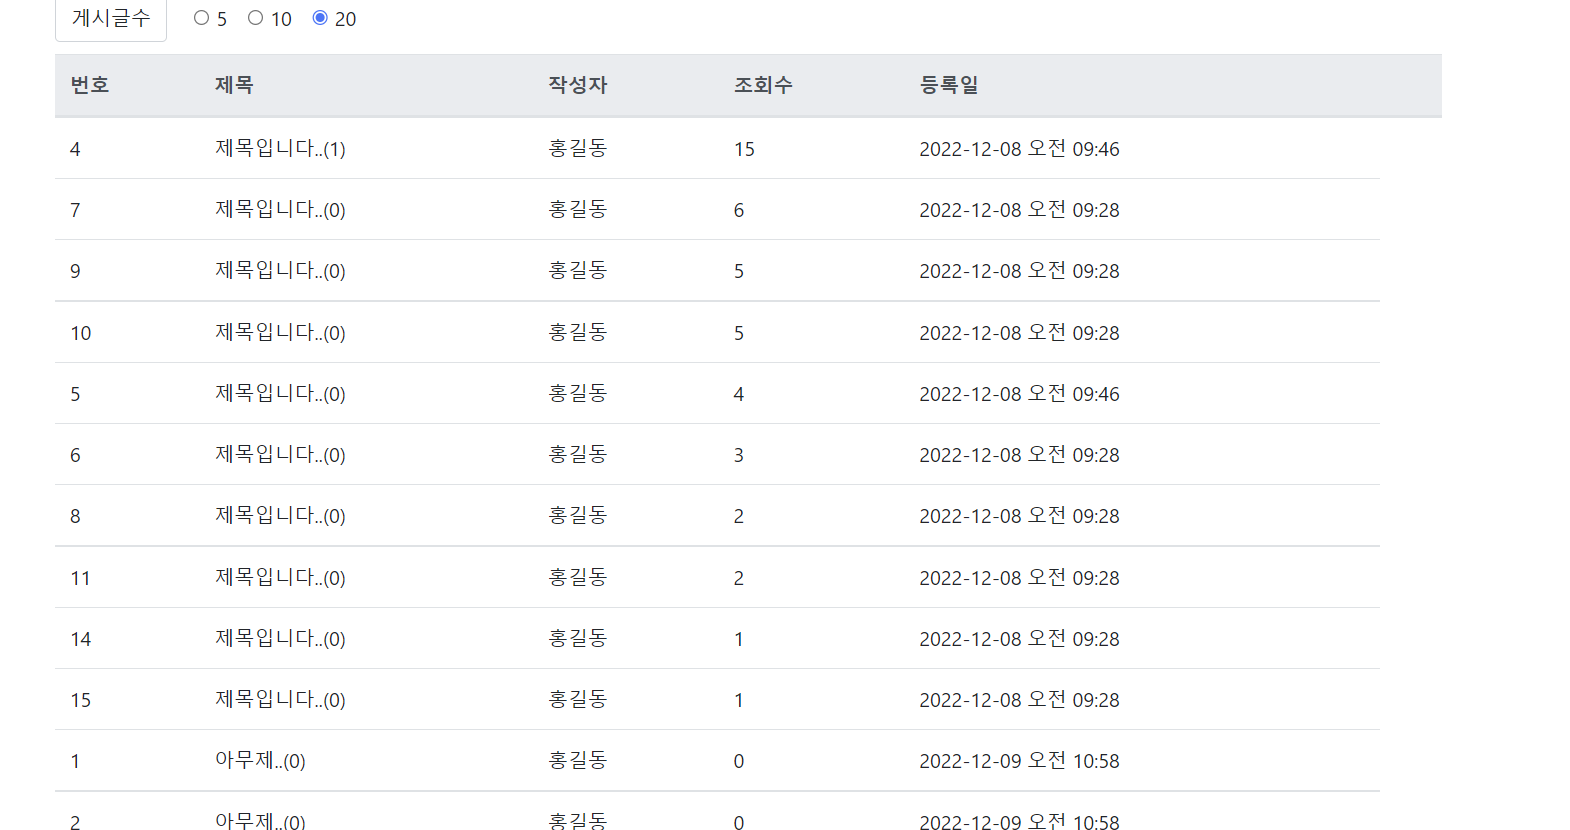 게시글수 5 10 20
번호 제목 작성자 조회수 등록일
4 제목입니다..(1) 홍길동 15 2022-12-08 오전 09:46
7 제목입니다..(0) 홍길동 6 2022-12-08 오전 09:28
9 제목입니다..(0) 홍길동 5 2022-12-08 오전 09:28
10 제목입니다..(0) 홍길동 5 2022-12-08 오전 09:28
5 제목입니다..(0) 홍길동 4 2022-12-08 오전 09:46
6 제목입니다..(0) 홍길동 3 2022-12-08 오전 09:28
8 제목입니다..(0) 홍길동 2 2022-12-08 오전 09:28
11 제목입니다..(0) 홍길동 2 2022-12-08 오전 09:28
14 제목입니다..(0) 홍길동 1 2022-12-08 오전 09:28
15 제목입니다..(0) 홍길동 1 2022-12-08 오전 09:28
1 아무제..(0) 홍길동 0 2022-12-09 오전 10:58
2 아무제..(0) 홍길동 0 2022-12-09 오전 10:58